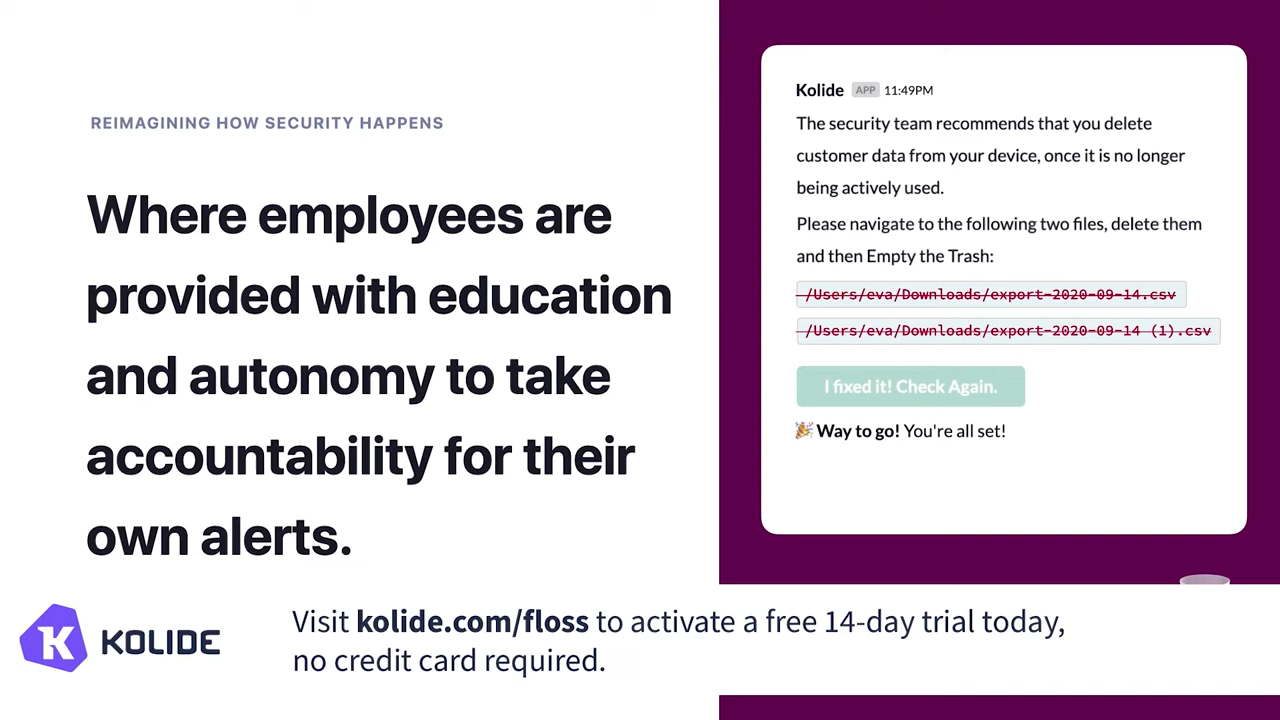 REIMAGINING HOW SECURITY HAPPENS
Where employees are
provided with education
and autonomy to take
accountability for their
own alerts.
Kolide APP 11:49PM
The security team recommends that you delete
customer data from your device, once it is no longer
being actively used.
Please navigate to the following two files, delete them
and then Empty the Trash:
/Users/eva/Downloads/export-2020-09-14.csv
/Users/eva/Downloads/export-2020-09-14 (1).csv
I fixed it! Check Again.
🎉 Way to go! You're all set!
K KOLIDE
Visit kolide.com/floss to activate a free 14-day trial today,
no credit card required.